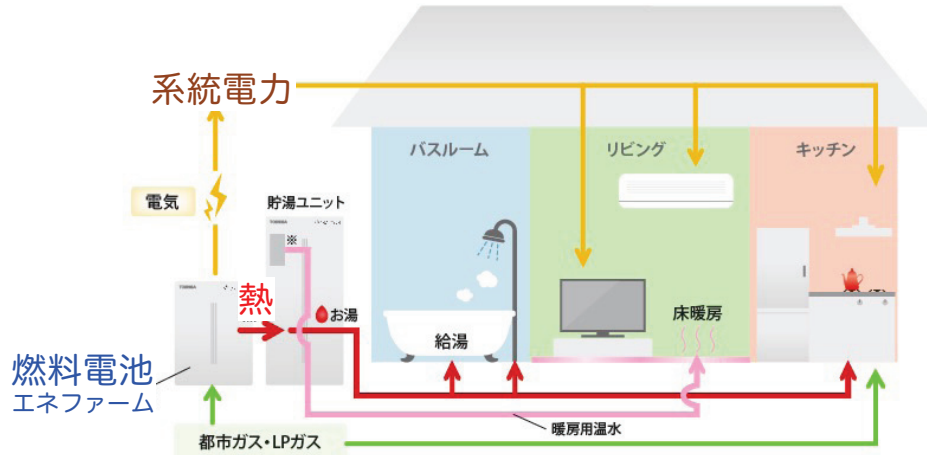 系統電力
バスルーム
リビング
キッチン
電気
貯湯ユニット
TOSHIBA
※
TOSHIBA
熱
お湯
給湯
床暖房
燃料電池
エネファーム
暖房用温水
都市ガス・LPガス